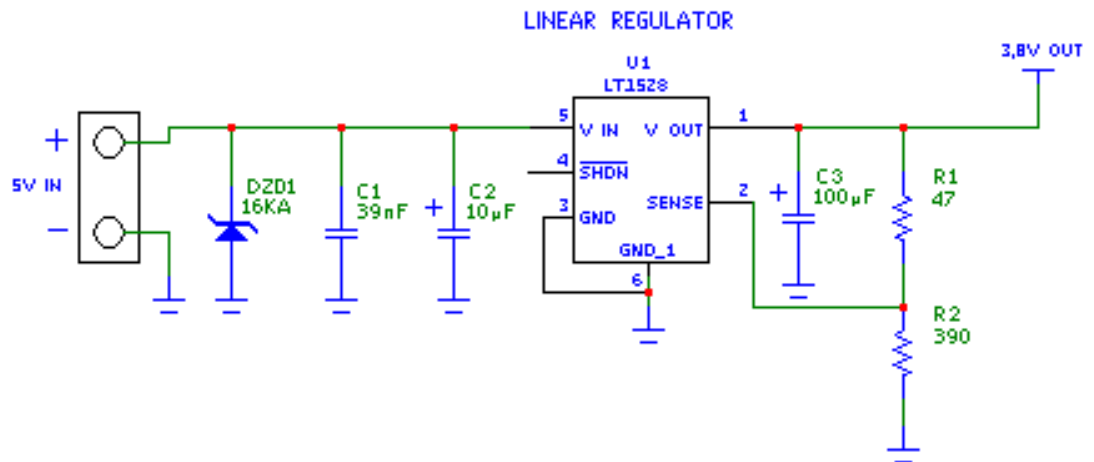 LINEAR REGULATOR
3,8V OUT
U1
LT1528
+
5V IN
−
DZD1
16KA
C1
39nF
+
C2
10µF
5
V IN
V OUT
1
4
SHDN
3
GND
SENSE
2
GND_1
6
+
C3
100µF
R1
47
R2
390